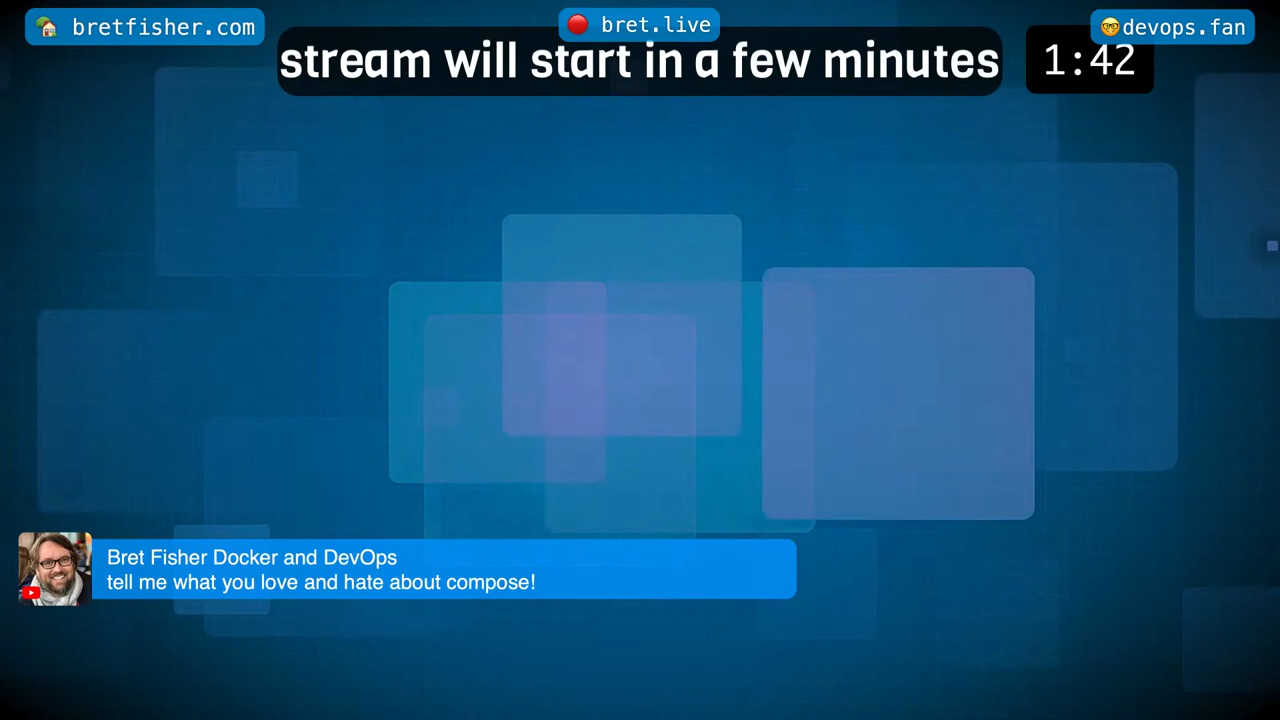 bretfisher.com
bret.live
devops.fan
stream will start in a few minutes
1:42
Bret Fisher Docker and DevOps
tell me what you love and hate about compose!